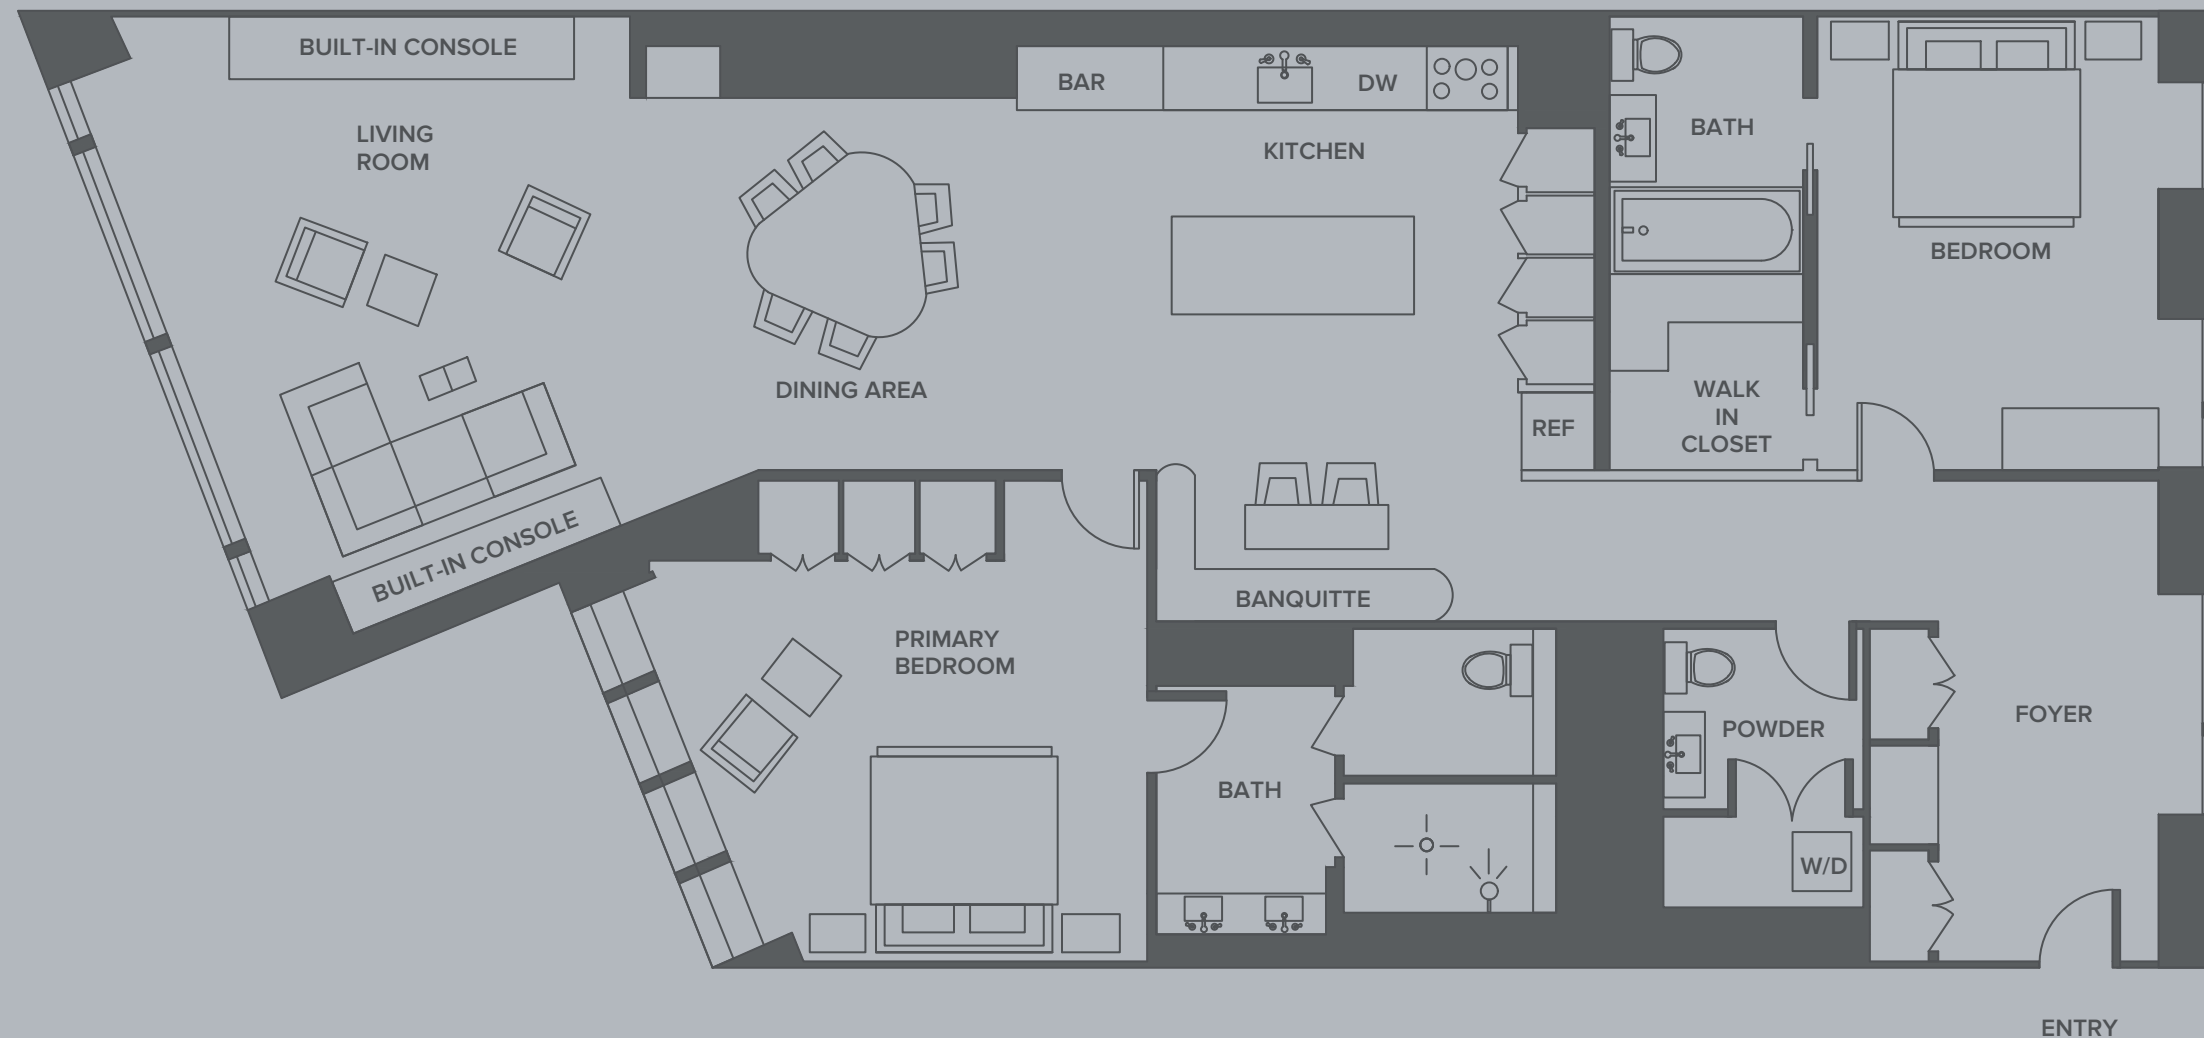 BUILT-IN CONSOLE
LIVING
ROOM
BAR
DW
KITCHEN
BATH
BEDROOM
DINING AREA
REF
WALK
IN
CLOSET
BUILT-IN CONSOLE
BANQUITTE
PRIMARY
BEDROOM
BATH
POWDER
FOYER
W/D
ENTRY